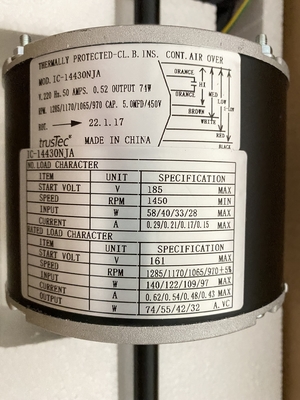 THERMALLY PROTECTED-CL.B.INS. CONT.AIR OVER
MOD.IC-14430NJA
V.220 Hz.50 AMPS. 0.52 OUTPUT 74W
RPM 1285/1170/1065/970 CAP. 5.0MFD/450V
22.1.17
trusTec
MADE IN CHINA
ORANGE
ORANGE
BROWN
WHITE
RED
BLACK
HI
MED
LOW
IC-14430NJA
NO.LOAD CHARACTER
ITEM UNIT SPECIFICATION
START VOLT V 185 MAX
SPEED RPM 1450 MIN
INPUT W 58/40/33/28 MAX
CURRENT A 0.29/0.21/0.17/0.15 MAX
RATED LOAD CHARACTER
ITEM UNIT SPECIFICATION
START VOLT V 161 MAX
SPEED RPM 1285/1170/1065/970±5%
INPUT W 140/122/109/97 MAX
CURRENT A 0.62/0.54/0.48/0.43 MAX
OUTPUT W 74/55/42/32 A.VC